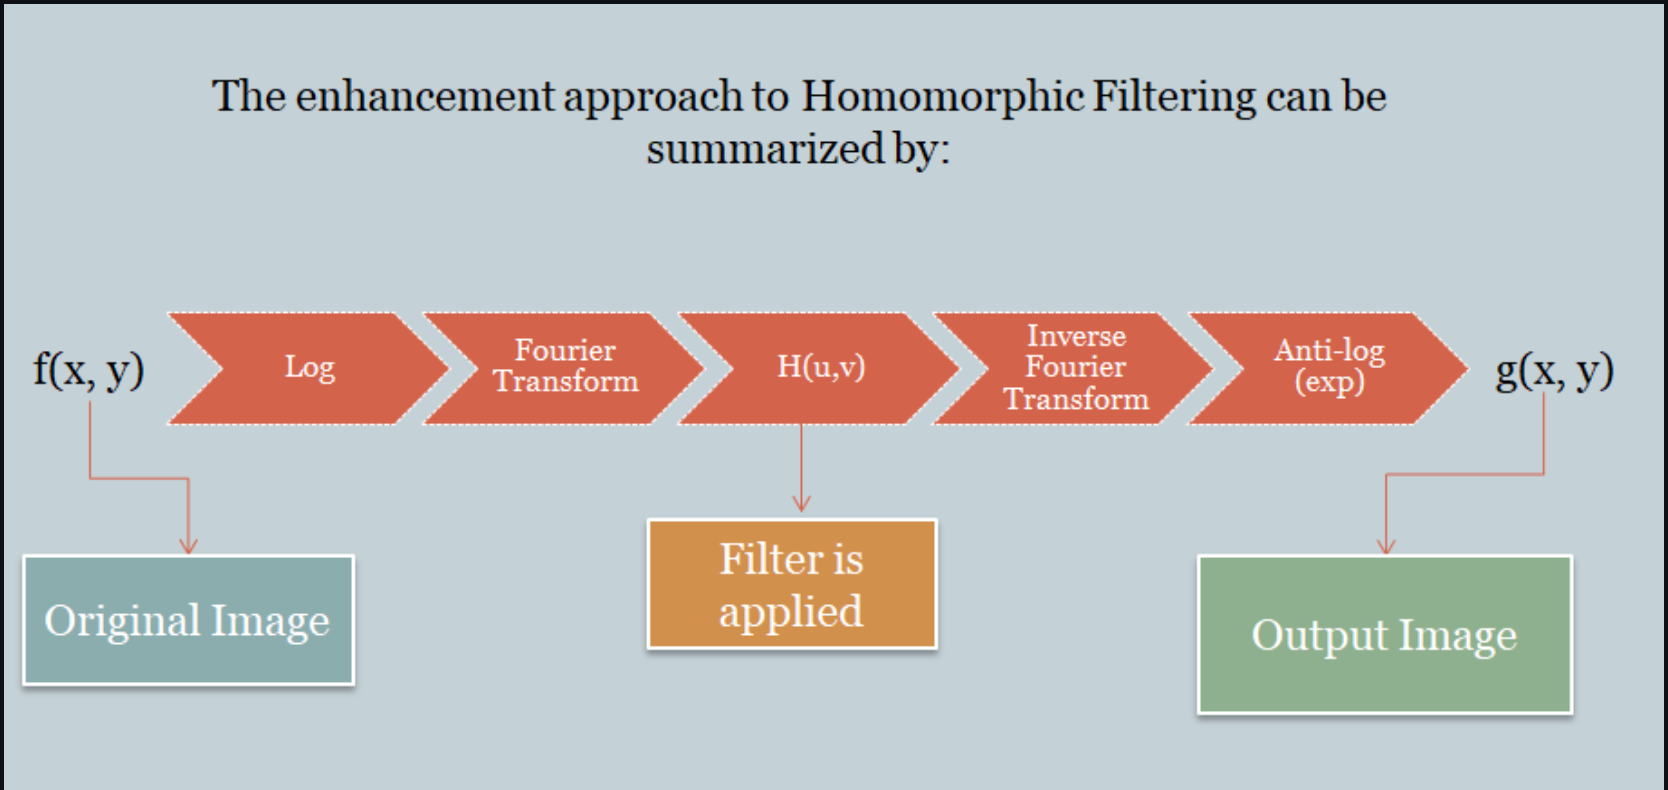 The enhancement approach to Homomorphic Filtering can be
summarized by:
f(x, y)
Log
Fourier
Transform
H(u,v)
Inverse
Fourier
Transform
Anti-log
(exp)
g(x, y)
Original Image
Filter is
applied
Output Image